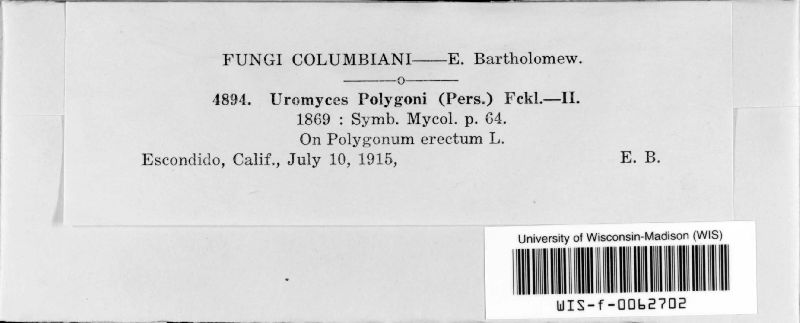 FUNGI COLUMBIANI——E. Bartholomew.
4894. Uromyces Polygoni (Pers.) Fckl.—II.
1869 : Symb. Mycol. p. 64.
On Polygonum erectum L.
Escondido, Calif., July 10, 1915, E. B.
University of Wisconsin-Madison (WIS)
WIS-f-0062702